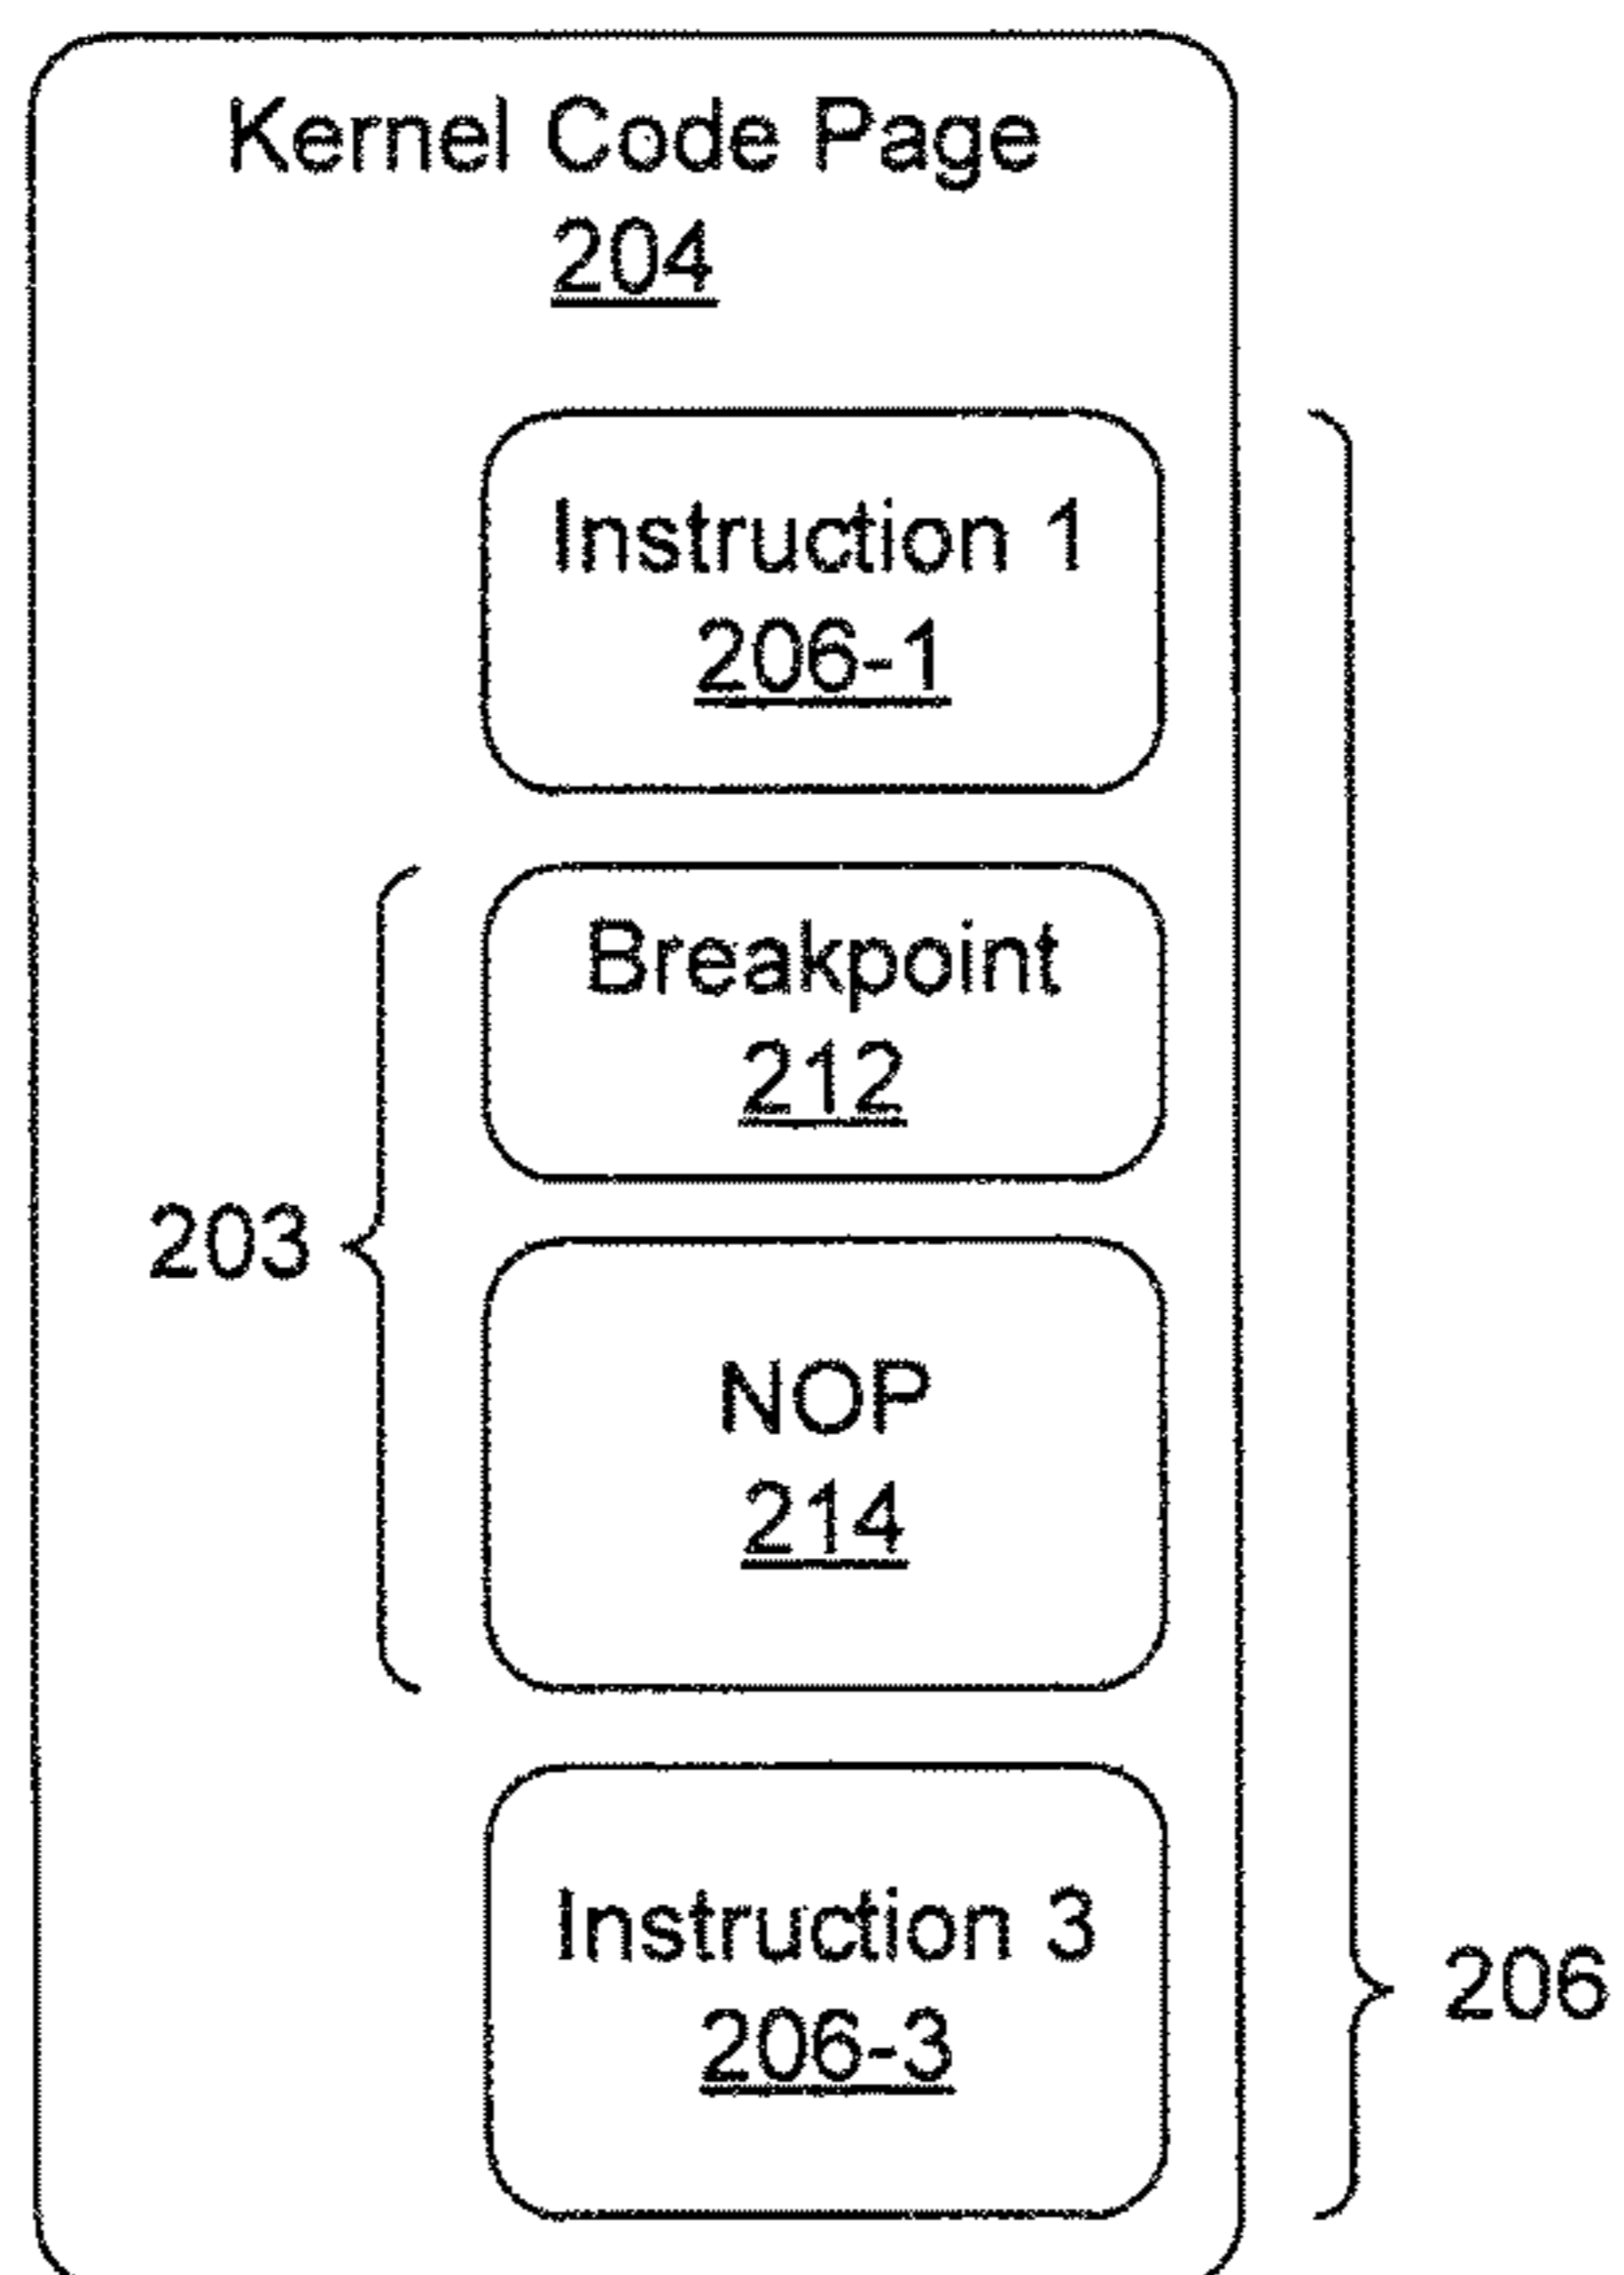 Kernel Code Page
204
Instruction 1
206-1
Breakpoint
212
203
NOP
214
Instruction 3
206-3
206